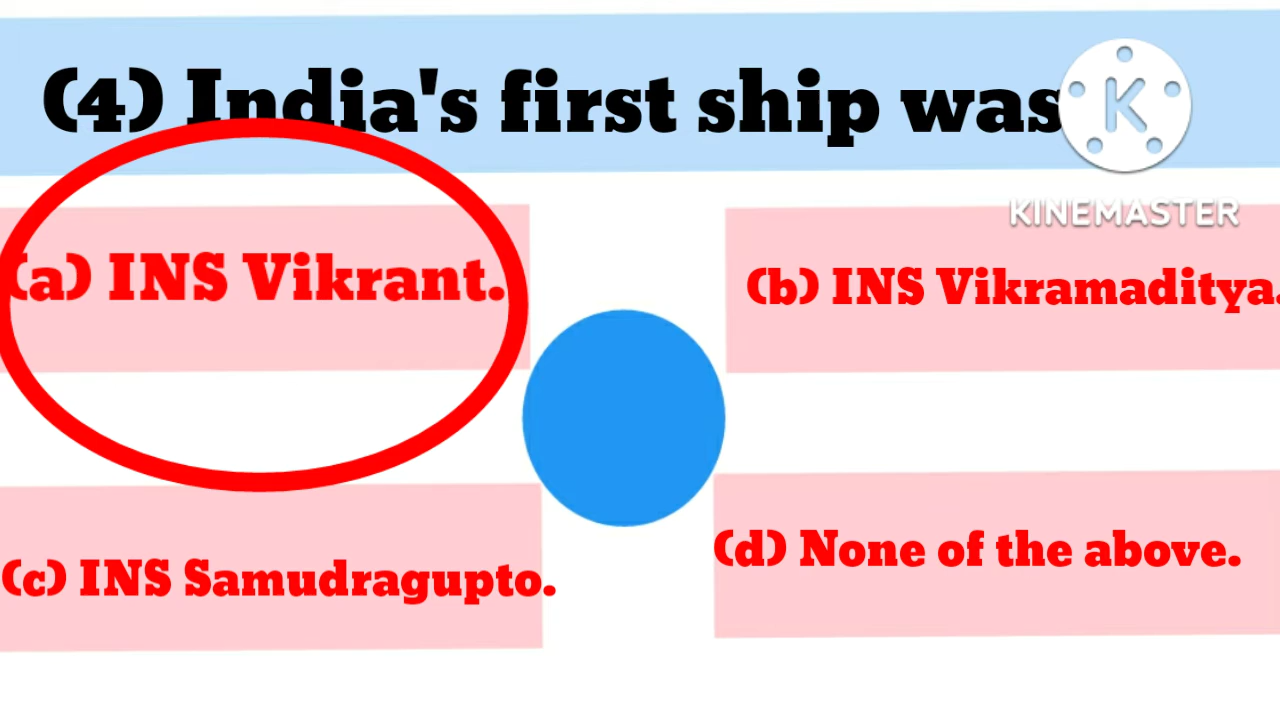 (4) India's first ship was
K
KINEMASTER
(a) INS Vikrant.
(b) INS Vikramaditya.
(c) INS Samudragupto.
(d) None of the above.